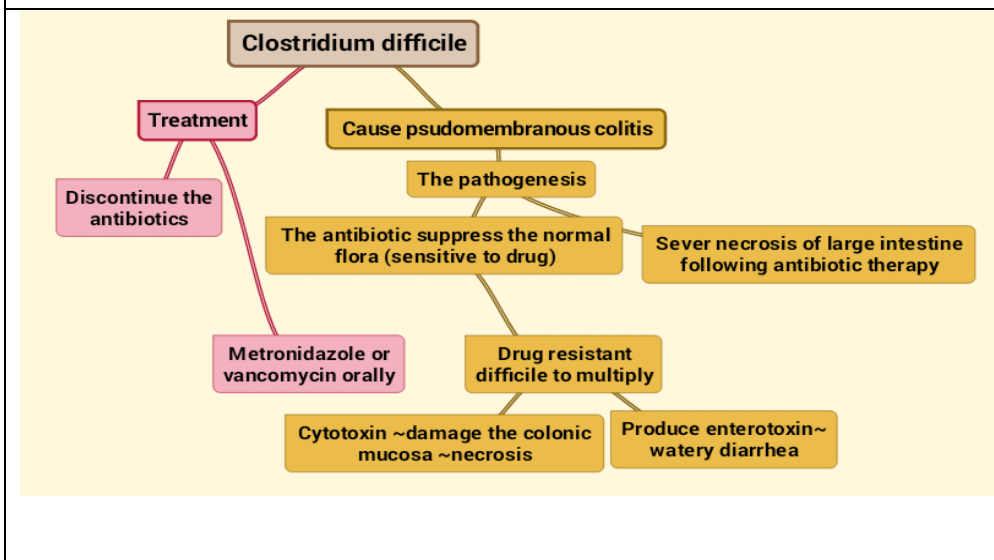 Clostridium difficile
Treatment
Cause psudomembranous colitis
The pathogenesis
Discontinue the
antibiotics
The antibiotic suppress the normal
flora (sensitive to drug)
Sever necrosis of large intestine
following antibiotic therapy
Metronidazole or
vancomycin orally
Drug resistant
difficile to multiply
Cytotoxin ~damage the colonic
mucosa ~necrosis
Produce enterotoxin~
watery diarrhea